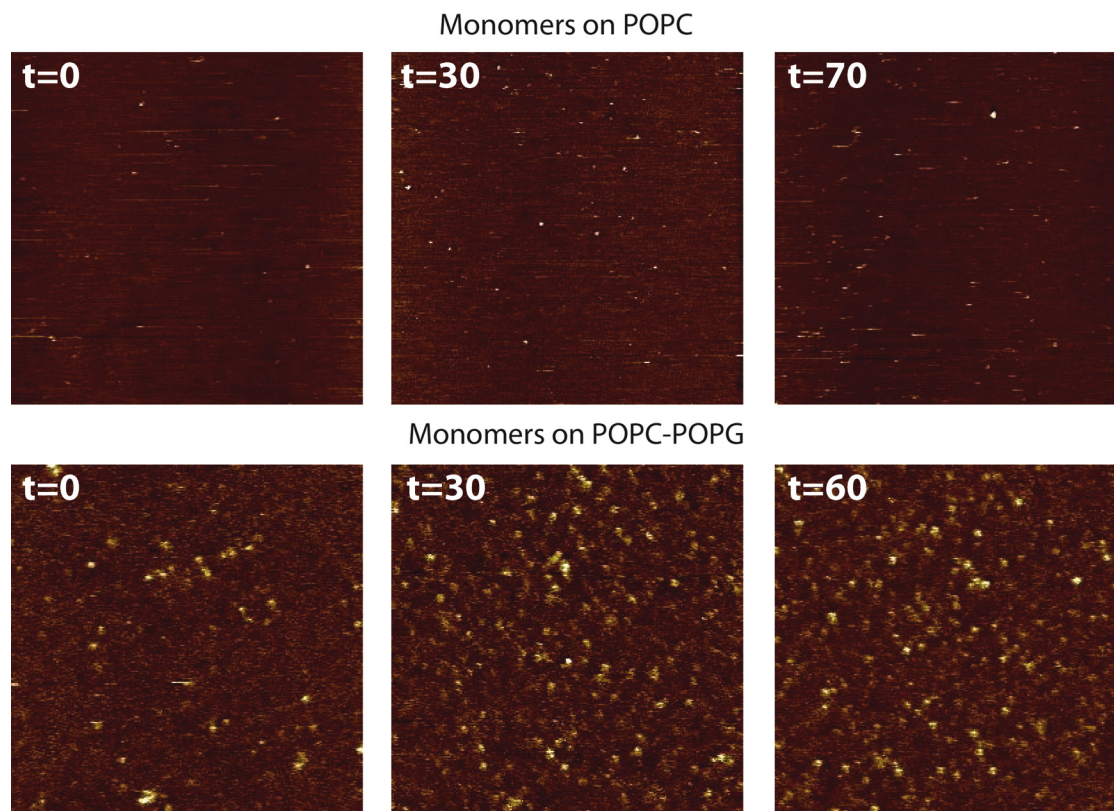 Monomers on POPC
t=0
t=30
t=70
Monomers on POPC-POPG
t=0
t=30
t=60